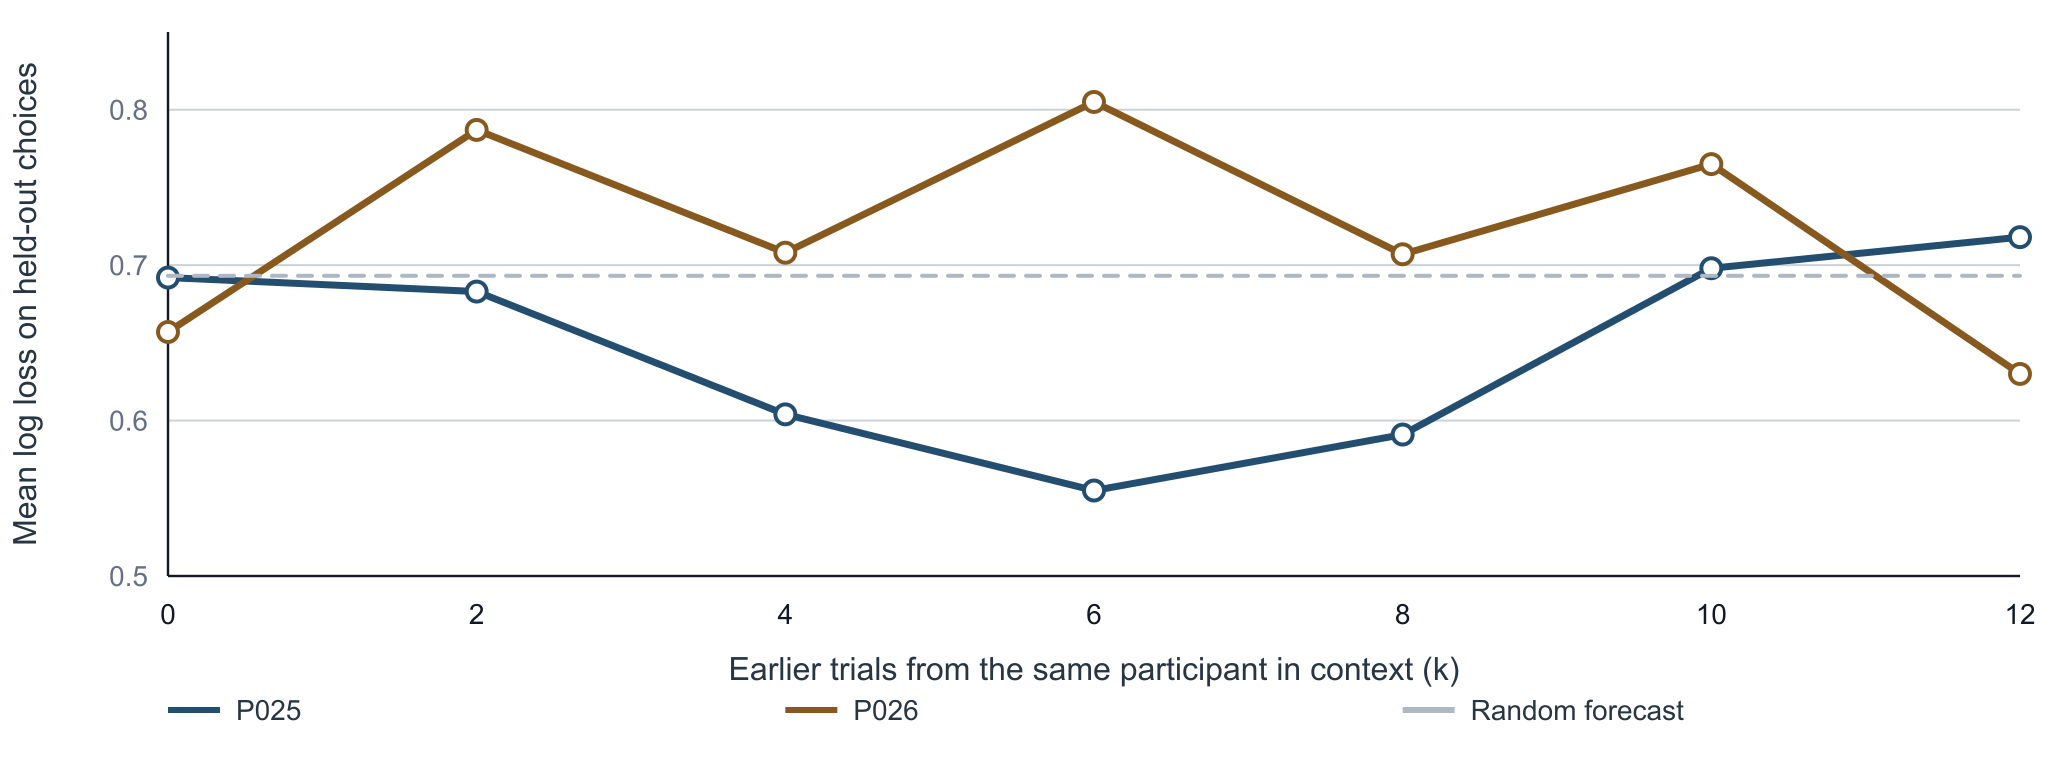 Mean log loss on held-out choices
0.8
0.7
0.6
0.5
0 2 4 6 8 10 12
Earlier trials from the same participant in context (k)
P025 P026 Random forecast